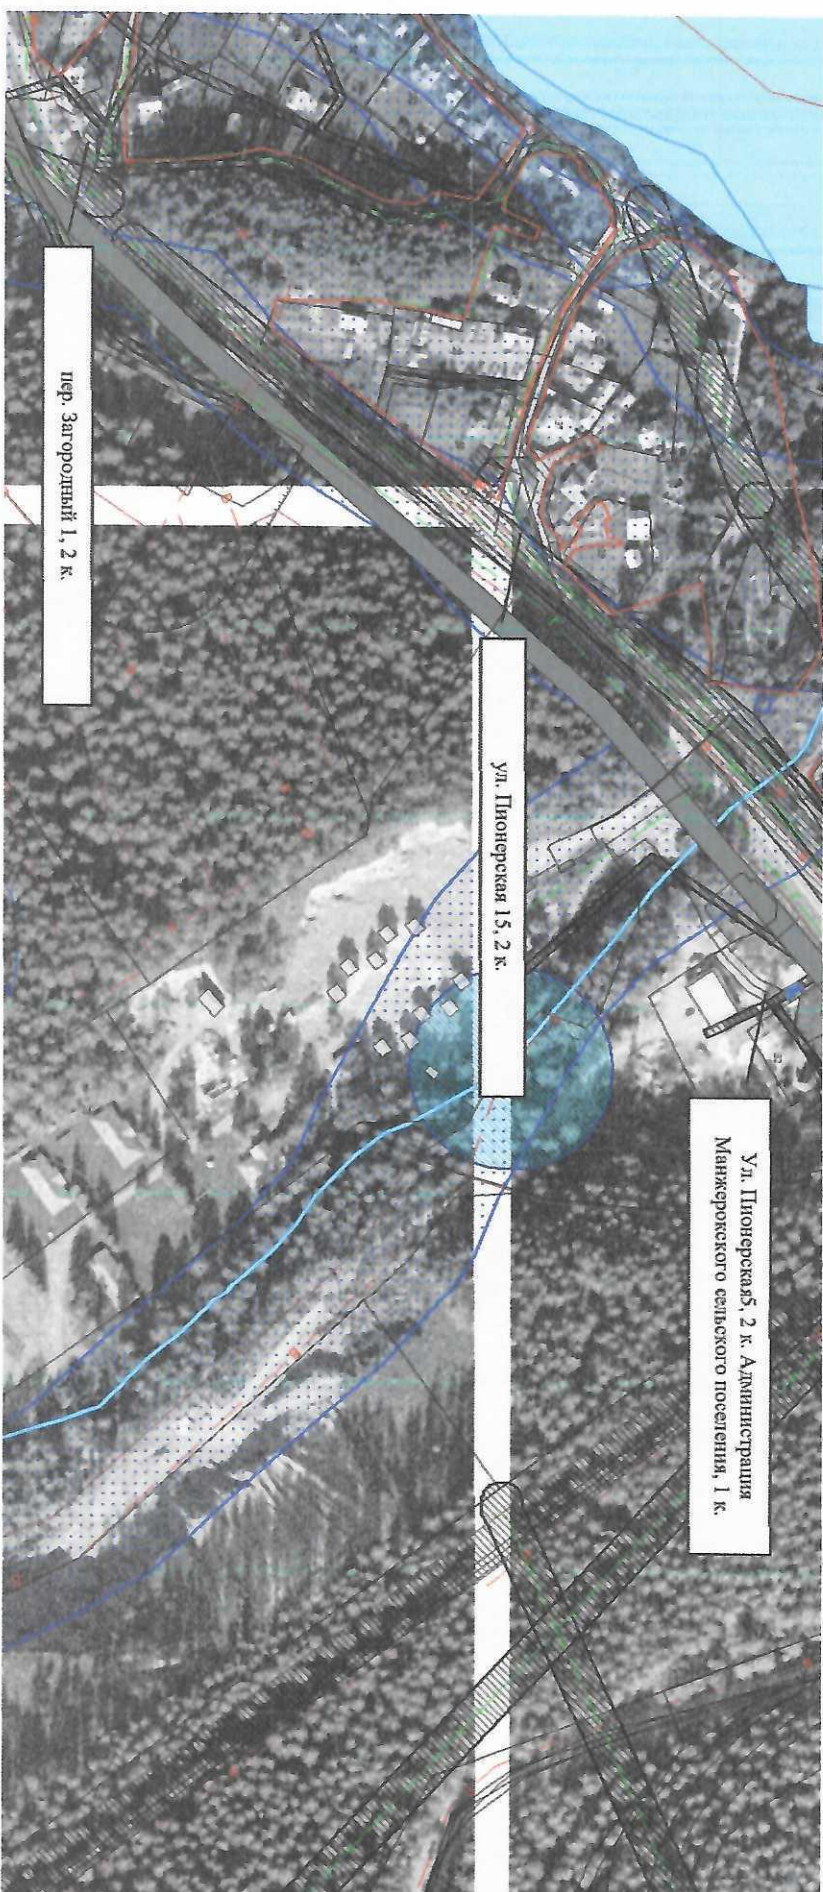 Ул. Пионерская5, 2 к. Администрация
Манжерокского сельского поселения, 1 к.
ул. Пионерская 15, 2 к.
пер. Загородный 1, 2 к.